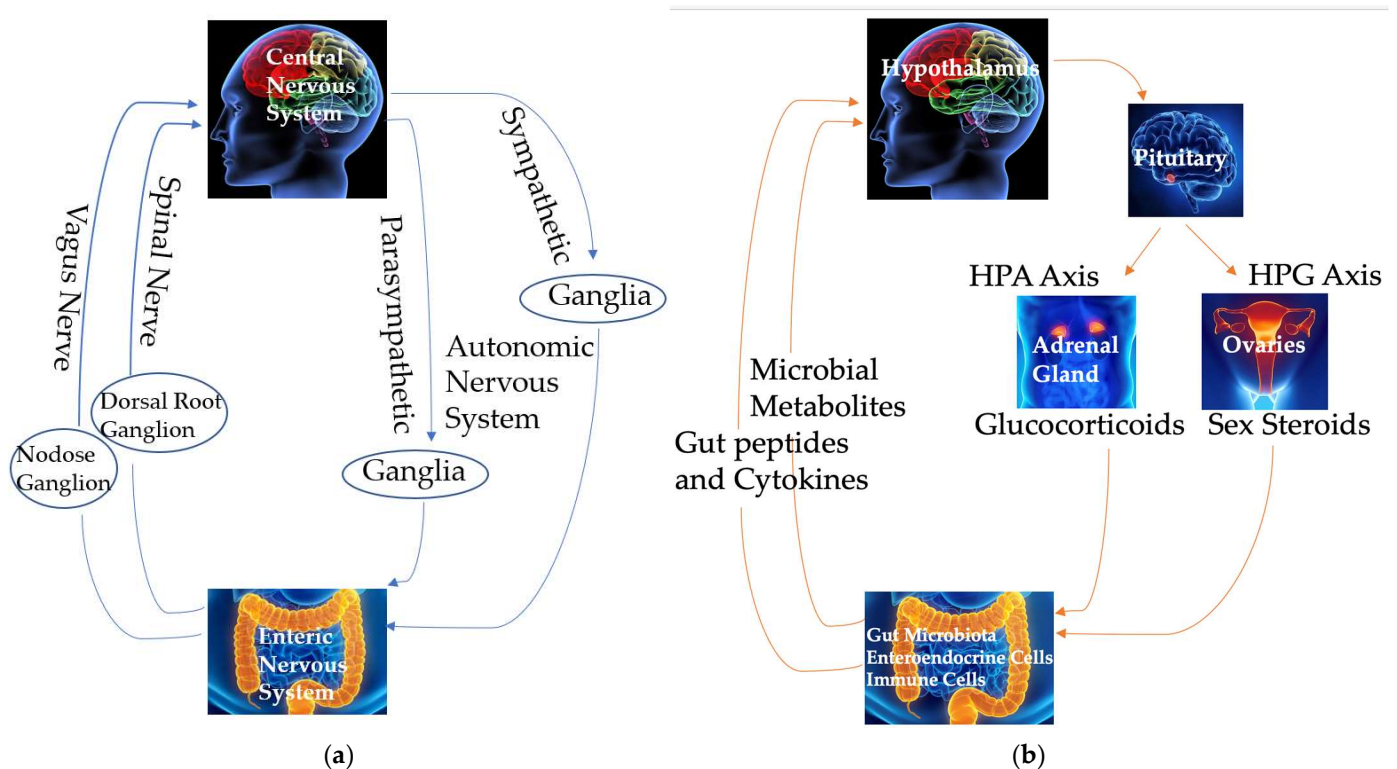 Central
Nervous
System
Sympathetic
Vagus Nerve
Spinal Nerve
Parasympathetic
Ganglia
Autonomic
Nervous
System
Dorsal Root
Ganglion
Nodose
Ganglion
Ganglia
Enteric
Nervous
System
(a)
Hypothalamus
Pituitary
HPA Axis
HPG Axis
Adrenal
Gland
Ovaries
Glucocorticoids
Sex Steroids
Microbial
Metabolites
Gut peptides
and Cytokines
Gut Microbiota
Enteroendocrine Cells
Immune Cells
(b)